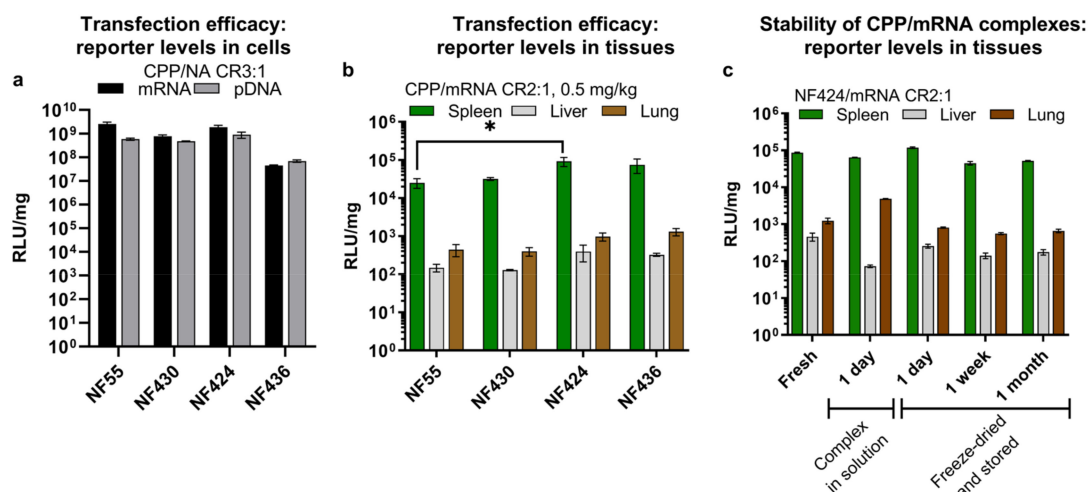 Transfection efficacy:
reporter levels in cells
a
CPP/NA CR3:1
mRNA pDNA
RLU/mg
10¹⁰
10⁹
10⁸
10⁷
10⁶
10⁵
10⁴
10³
10²
10¹
10⁰
NF55
NF430
NF424
NF436
Transfection efficacy:
reporter levels in tissues
b
CPP/mRNA CR2:1, 0.5 mg/kg
Spleen Liver Lung
*
RLU/mg
10⁶
10⁵
10⁴
10³
10²
10¹
10⁰
NF55
NF430
NF424
NF436
Stability of CPP/mRNA complexes:
reporter levels in tissues
c
NF424/mRNA CR2:1
Spleen Liver Lung
RLU/mg
10⁶
10⁵
10⁴
10³
10²
10¹
10⁰
Fresh
1 day
1 day
1 week
1 month
Complex
in solution
Freeze-dried
and stored